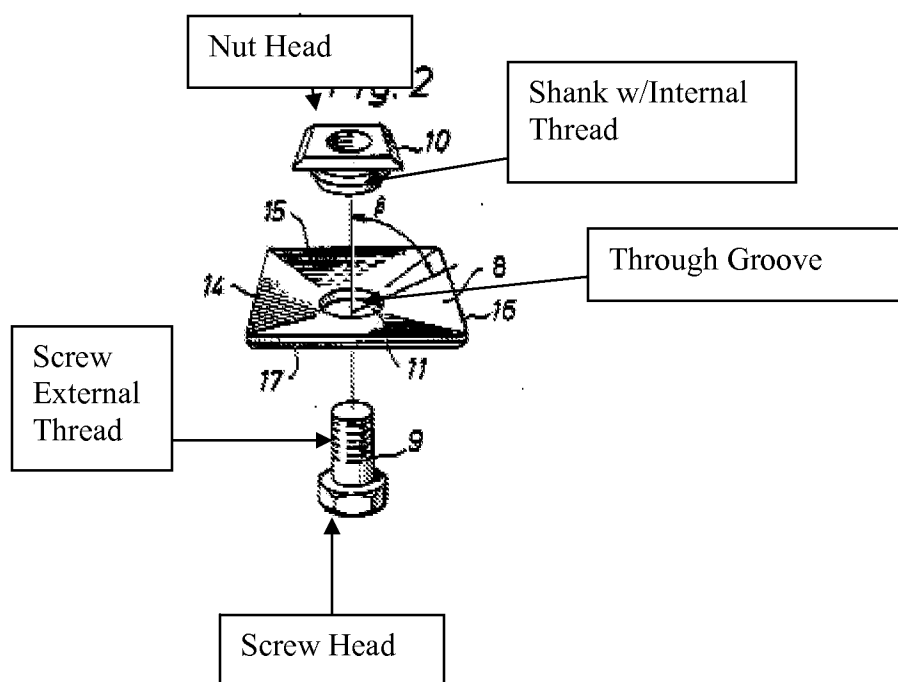 Nut Head
Fig. 2
Shank w/Internal
Thread
10
15
8
Through Groove
14
16
Screw
External
Thread
17
11
9
Screw Head